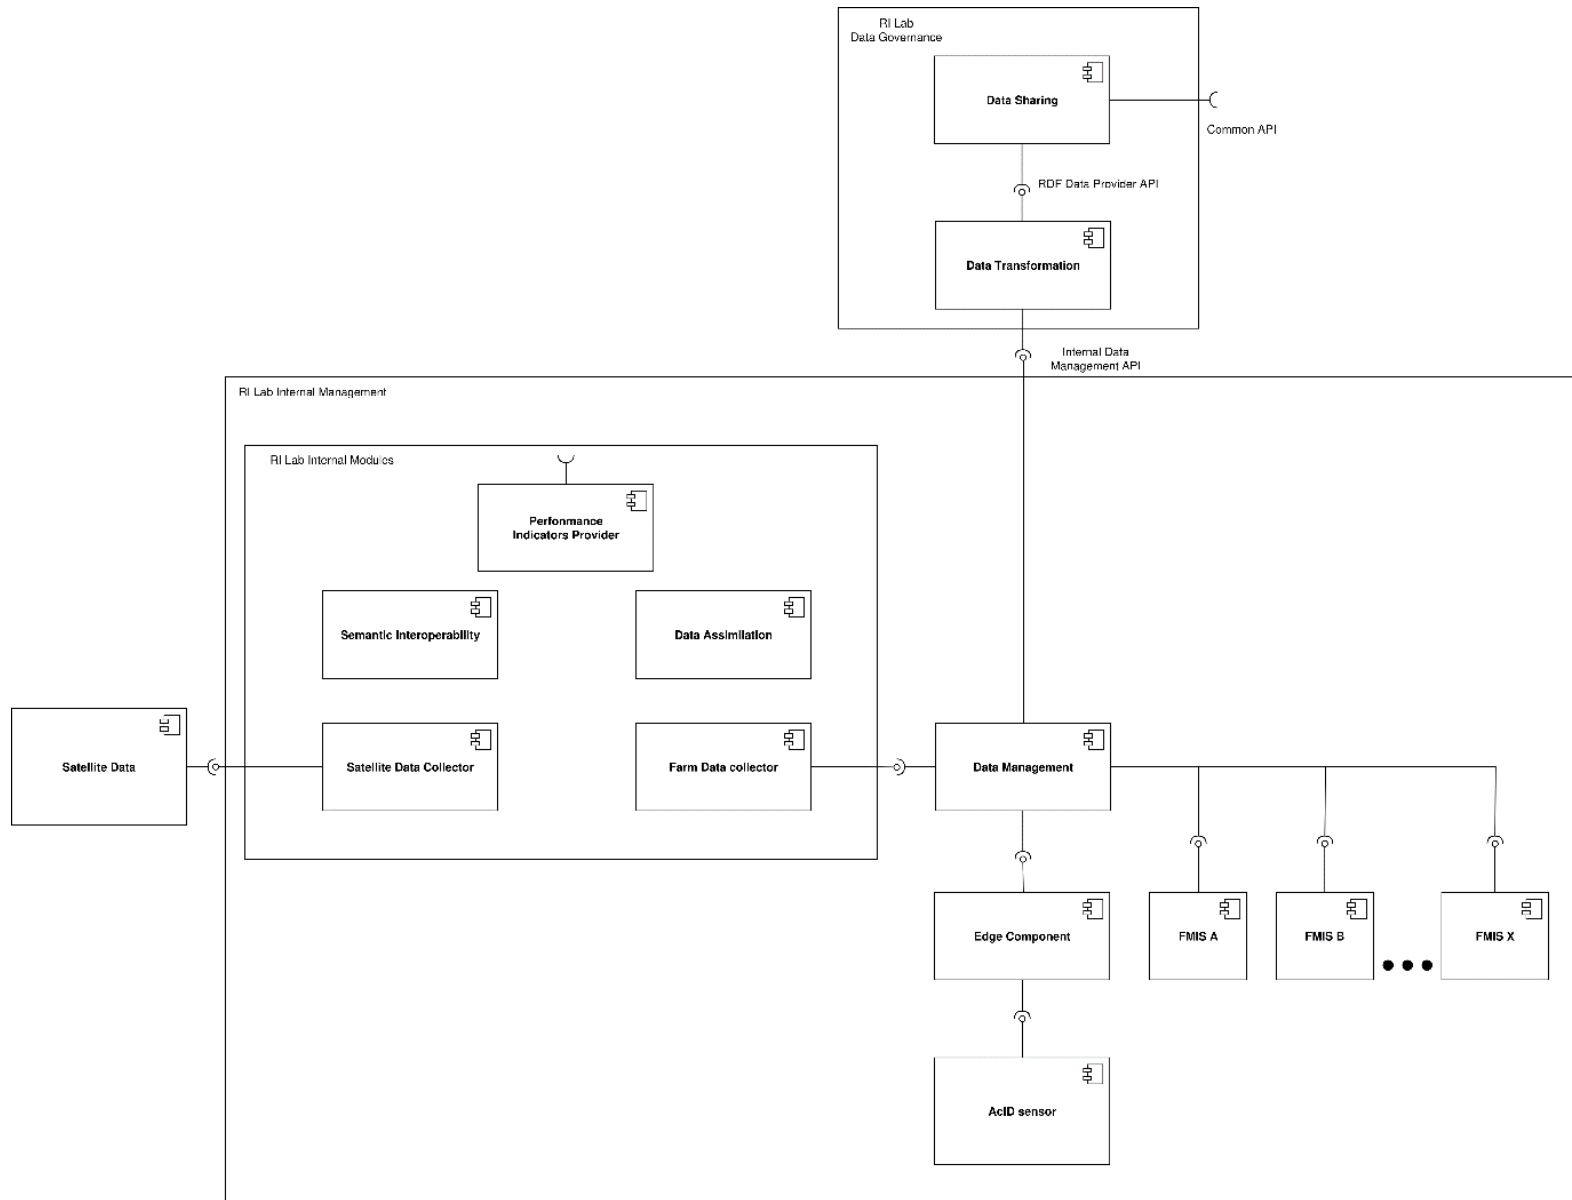 RI Lab
Data Governance
Data Sharing
Common API
RDF Data Provider API
Data Transformation
Internal Data
Management API
RI Lab Internal Management
RI Lab Internal Modules
Perfonmance
Indicators Provider
Semantic Interoperability
Data Assimilation
Satellite Data
Satellite Data Collector
Farm Data collector
Data Management
Edge Component
FMIS A
FMIS B
FMIS X
AcID sensor